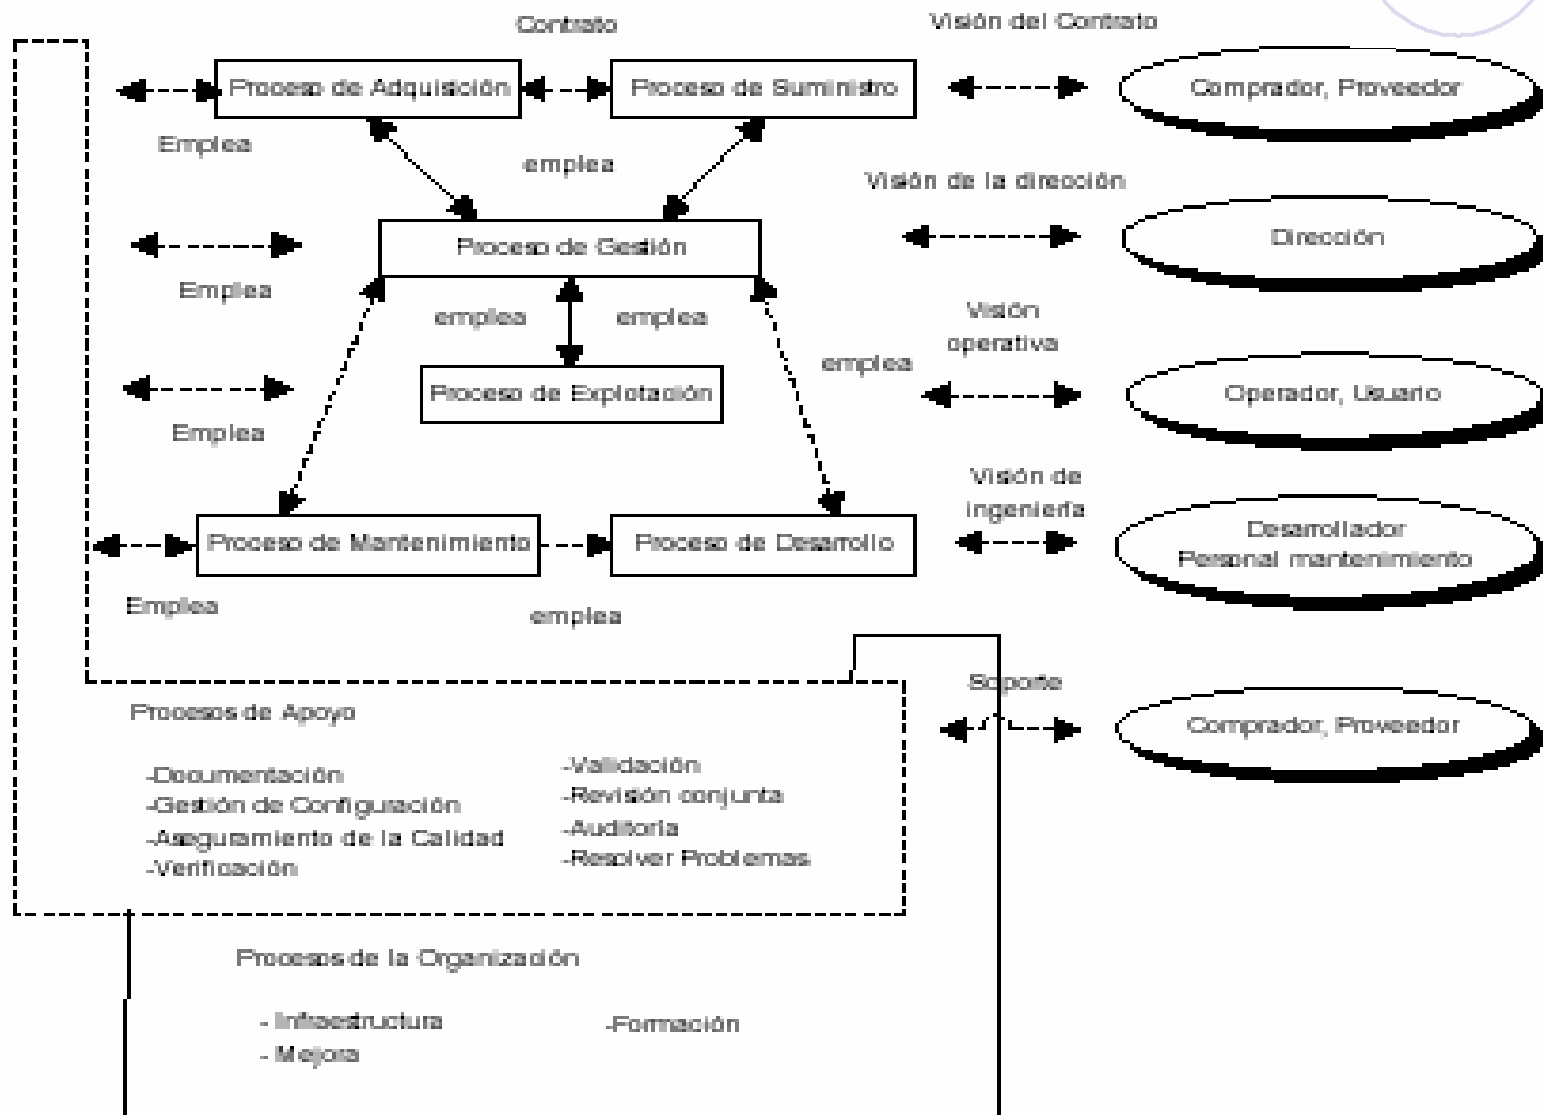 Contrato
Visión del Contrato
Proceso de Adquisición
Proceso de Suministro
Comprador, Proveedor
Emplea
emplea
Visión de la dirección
Proceso de Gestión
Dirección
Emplea
emplea
emplea
Visión
operativa
emplea
Proceso de Explotación
Operador, Usuario
Emplea
Visión de
ingeniería
Proceso de Mantenimiento
Proceso de Desarrollo
Desarrollador
Personal mantenimiento
Emplea
emplea
Soporte
Comprador, Proveedor
Procesos de Apoyo
-Documentación
-Gestión de Configuración
-Aseguramiento de la Calidad
-Verificación
-Validación
-Revisión conjunta
-Auditoría
-Resolver Problemas
Procesos de la Organización
- Infraestructura
- Mejora
-Formación